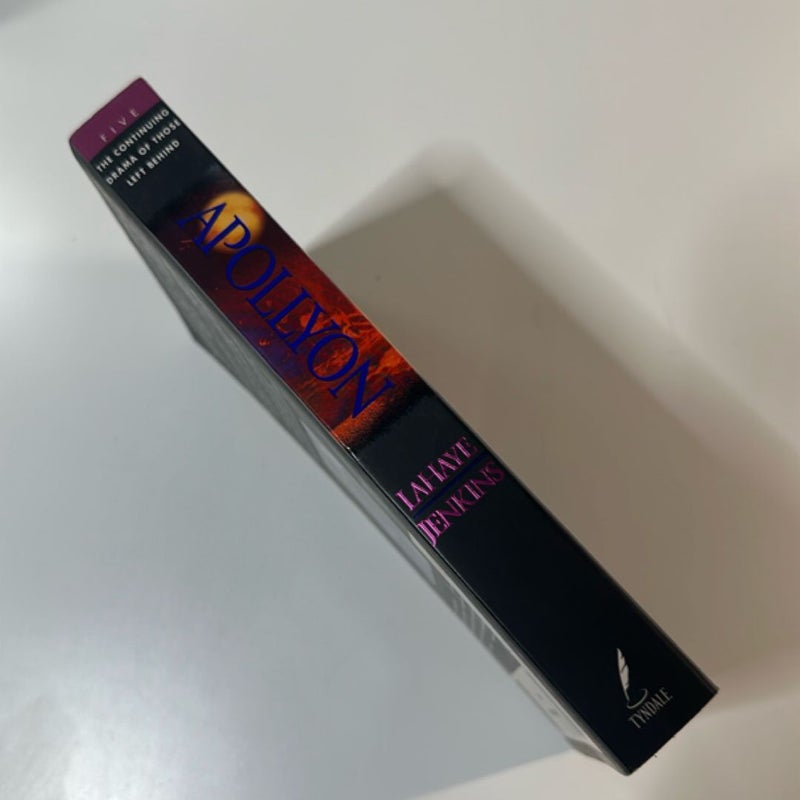 FIVE
THE CONTINUING
DRAMA OF THOSE
LEFT BEHIND
APOLLYON
LAHAYE
JENKINS
TYNDALE